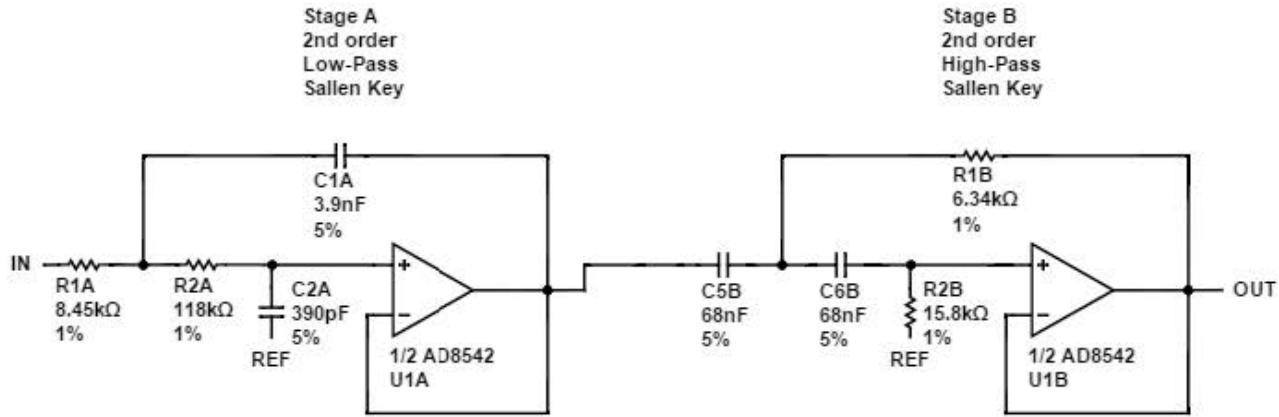 Stage A
2nd order
Low-Pass
Sallen Key
Stage B
2nd order
High-Pass
Sallen Key
C1A
3.9nF
5%
R1B
6.34kΩ
1%
IN
R1A
8.45kΩ
1%
R2A
118kΩ
1%
C2A
390pF
5%
REF
+
−
1/2 AD8542
U1A
C5B
68nF
5%
C6B
68nF
5%
R2B
15.8kΩ
1%
REF
+
−
1/2 AD8542
U1B
OUT